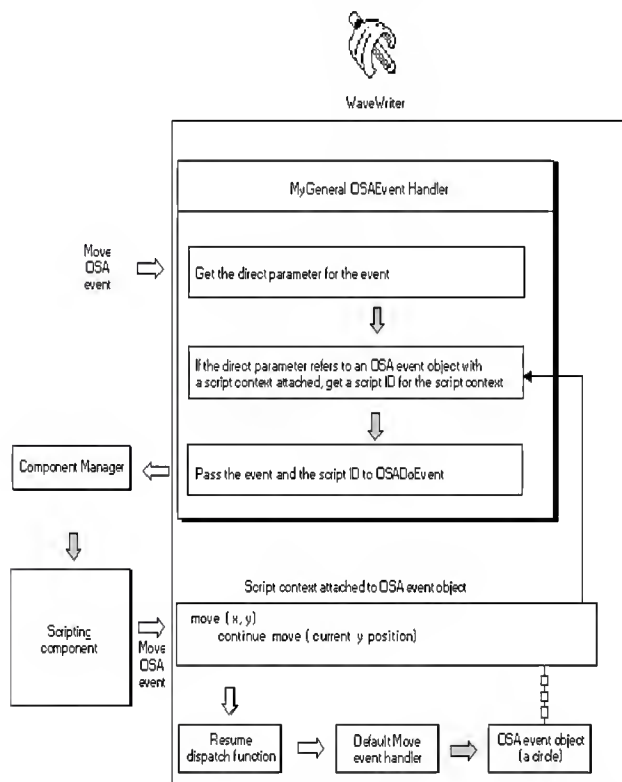 WaveWriter
MyGeneral OSAEvent Handler
Move
OSA
event
Get the direct parameter for the event
If the direct parameter refers to an OSA event object with
a script context attached, get a script ID for the script context
Component Manager
Pass the event and the script ID to OSADoEvent
Script context attached to OSA event object
Scripting
component
Move
OSA
event
move (x, y)
continue move (current y position)
Resume
dispatch function
Default Move
event handler
OSA event object
(a circle)